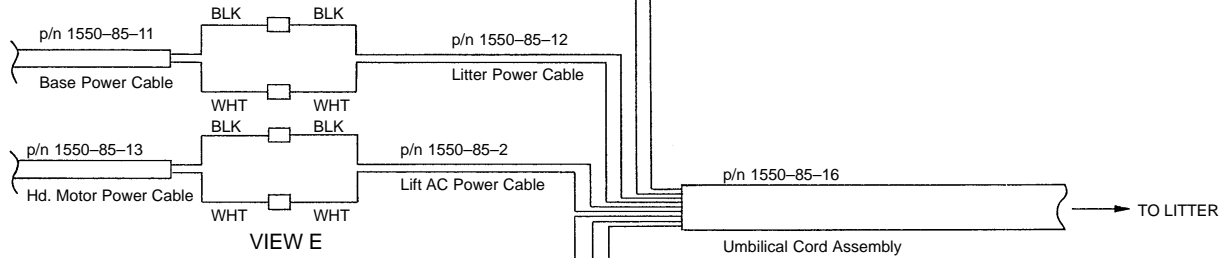 BLK BLK
p/n 1550–85–11
p/n 1550–85–12
Base Power Cable
Litter Power Cable
WHT WHT
BLK BLK
p/n 1550–85–13
p/n 1550–85–2
p/n 1550–85–16
Hd. Motor Power Cable
Lift AC Power Cable
TO LITTER
WHT WHT
VIEW E
Umbilical Cord Assembly